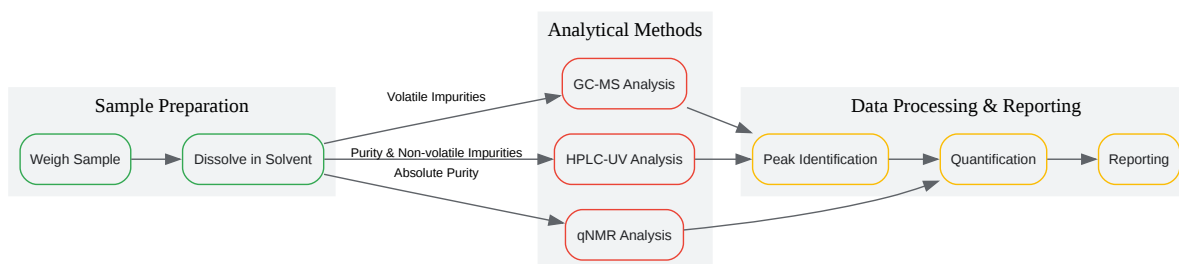 Analytical Methods
Sample Preparation
Data Processing & Reporting
Volatile Impurities
GC-MS Analysis
Weigh Sample
Dissolve in Solvent
Purity & Non-volatile Impurities
HPLC-UV Analysis
Peak Identification
Quantification
Reporting
Absolute Purity
qNMR Analysis